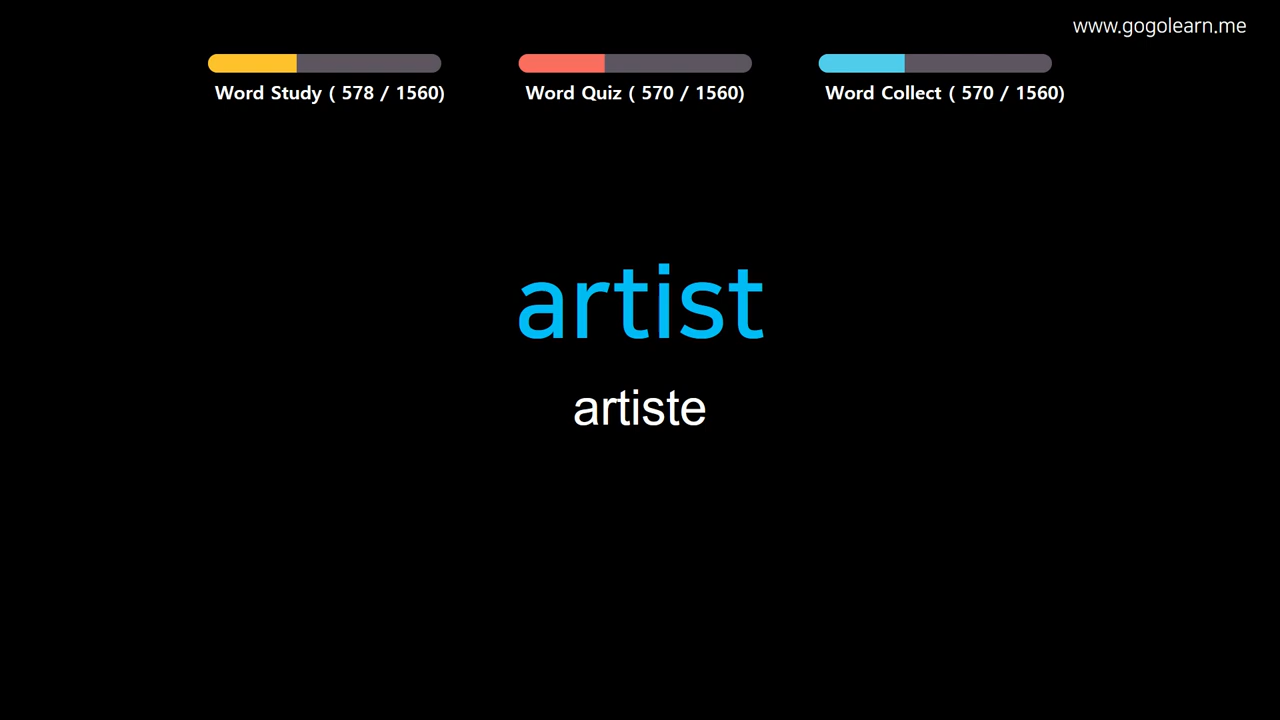 www.gogolearn.me
Word Study ( 578 / 1560)
Word Quiz ( 570 / 1560)
Word Collect ( 570 / 1560)
artist
artiste